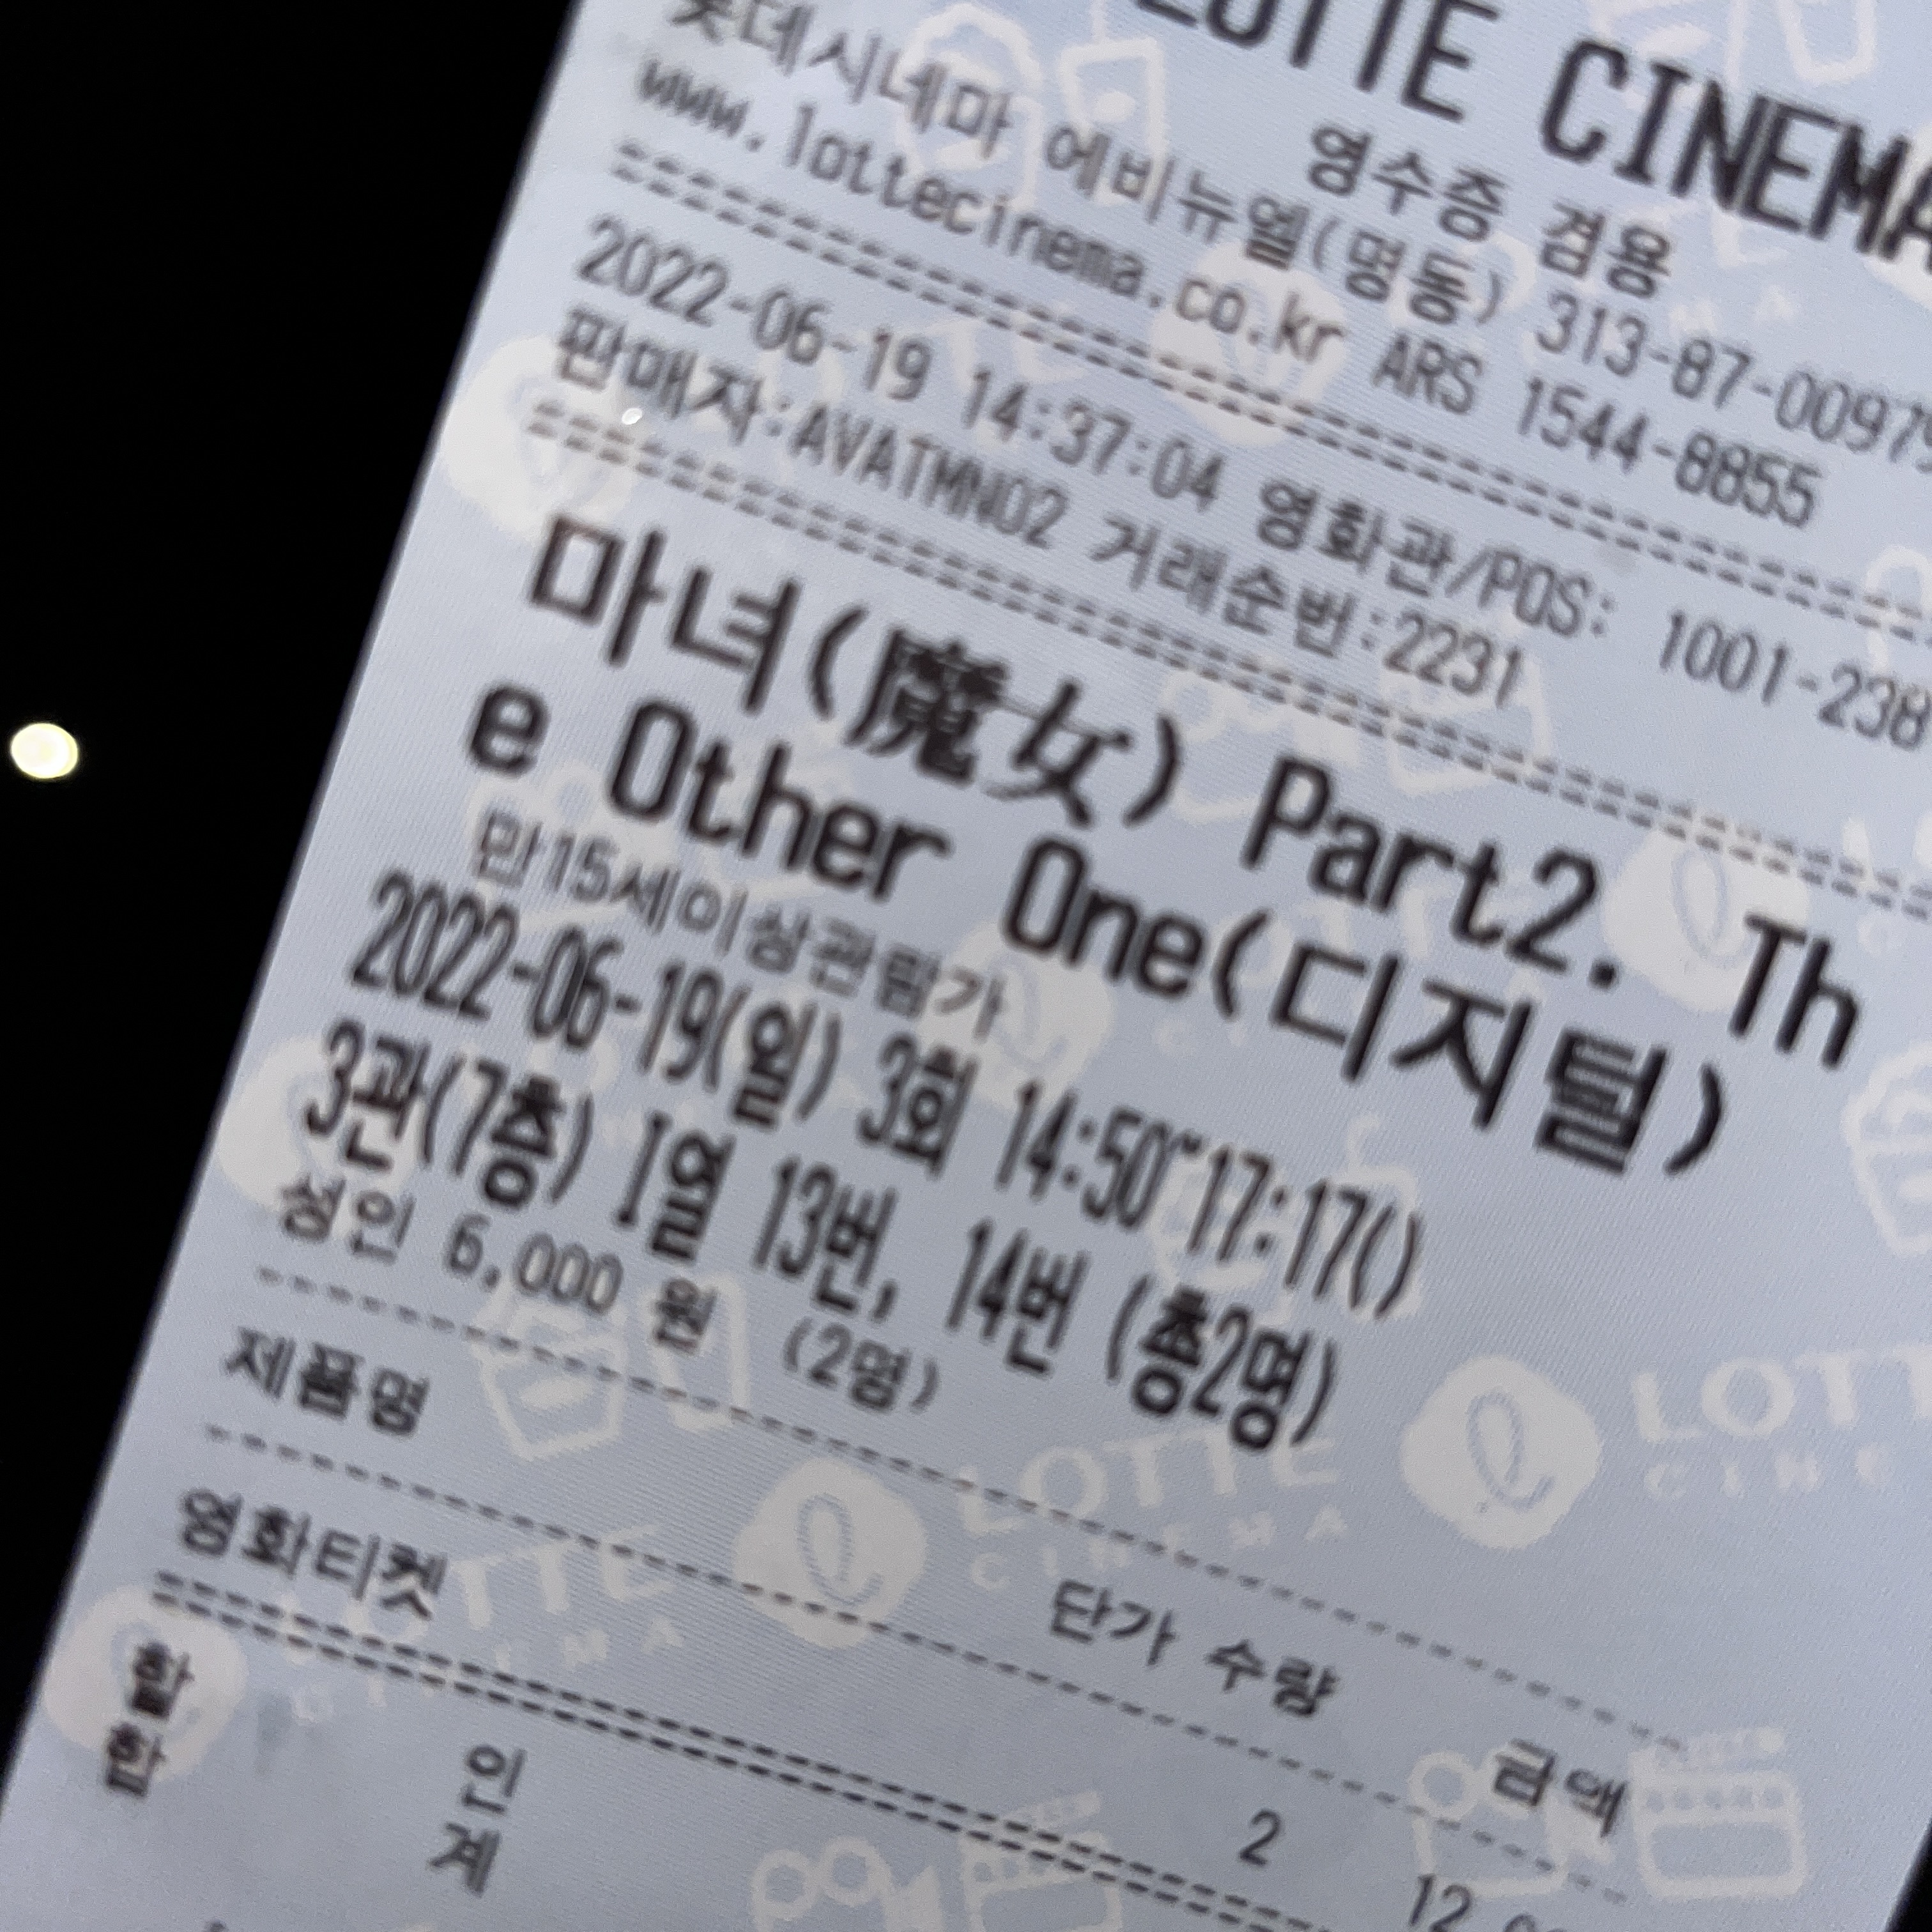 LOTTE CINEMA
영수증 겸용
롯데시네마 에비뉴엘(명동) 313-87-00979
www.lottecinema.co.kr ARS 1544-8855
2022-06-19 14:37:04 영화관/POS: 1001-238
판매자:AVATMN02 거래순번:2231
마녀(魔女) Part2. Th
e Other One(디지털)
만15세이상관람가
2022-06-19(일) 3회 14:50~17:17()
3관(7층) I열 13번, 14번 (총2명)
성인 6,000 원 (2명)
제품명 단가 수량 금액
영화티켓 2 12
할 인
합 계